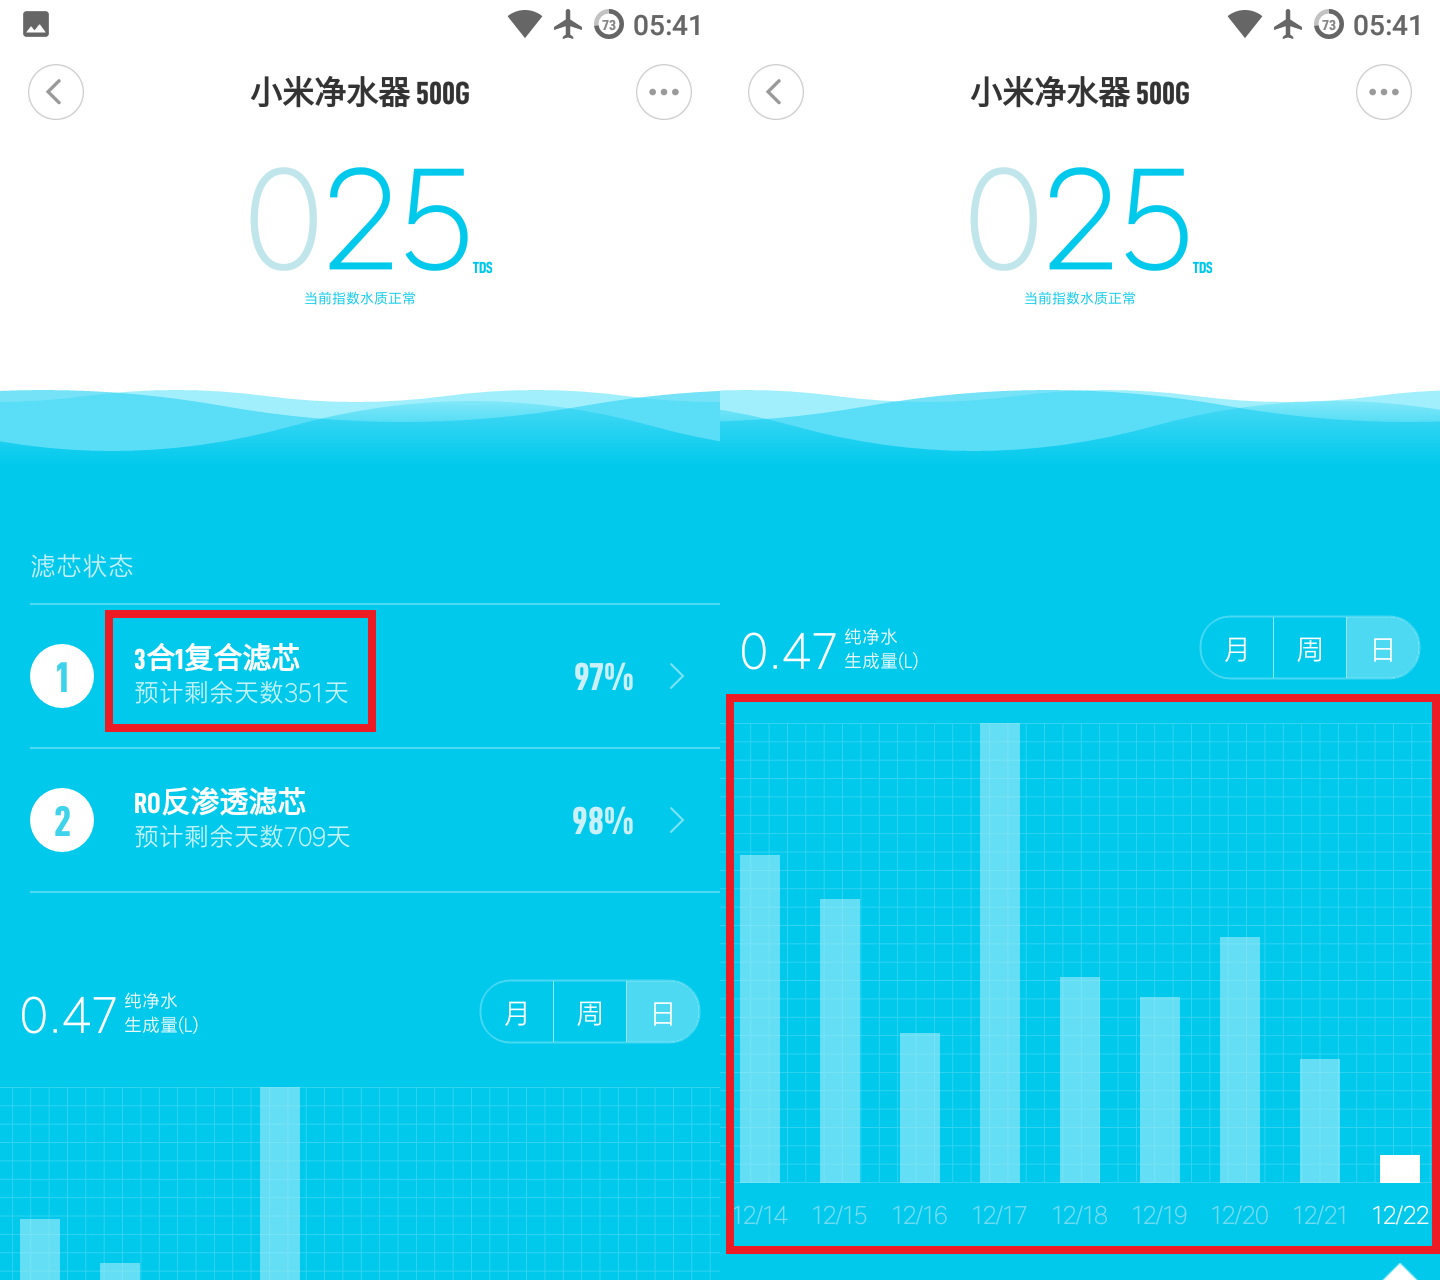 73 05:41
小米净水器 500G
025 TDS
当前指数水质正常
滤芯状态
1 3合1复合滤芯 97%
预计剩余天数351天
2 RO反渗透滤芯 98%
预计剩余天数709天
0.47 纯净水
生成量(L)
月 周 日
73 05:41
小米净水器 500G
025 TDS
当前指数水质正常
0.47 纯净水
生成量(L)
月 周 日
12/14 12/15 12/16 12/17 12/18 12/19 12/20 12/21 12/22